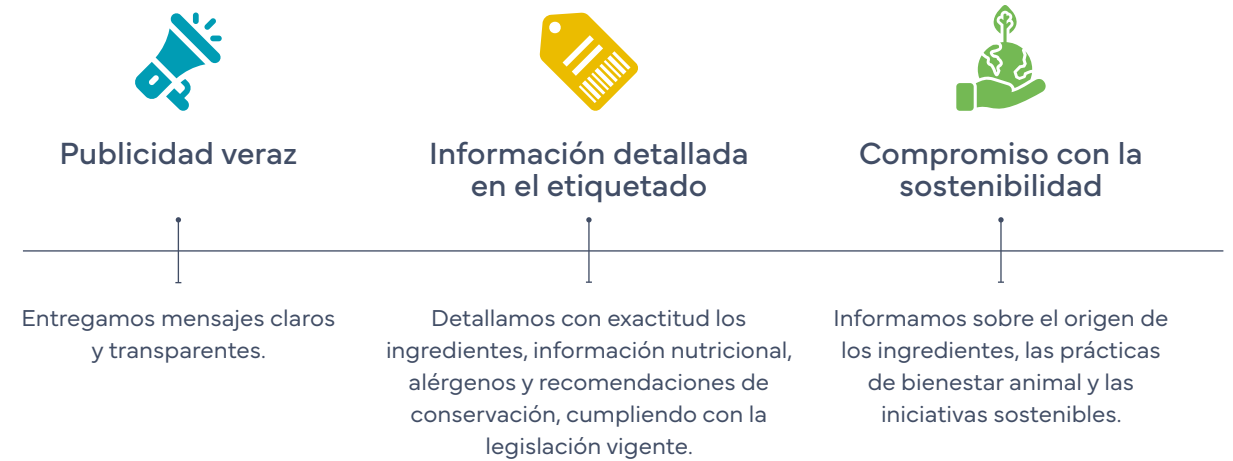 Publicidad veraz
Información detallada
en el etiquetado
Compromiso con la
sostenibilidad
Entregamos mensajes claros
y transparentes.
Detallamos con exactitud los
ingredientes, información nutricional,
alérgenos y recomendaciones de
conservación, cumpliendo con la
legislación vigente.
Informamos sobre el origen de
los ingredientes, las prácticas
de bienestar animal y las
iniciativas sostenibles.